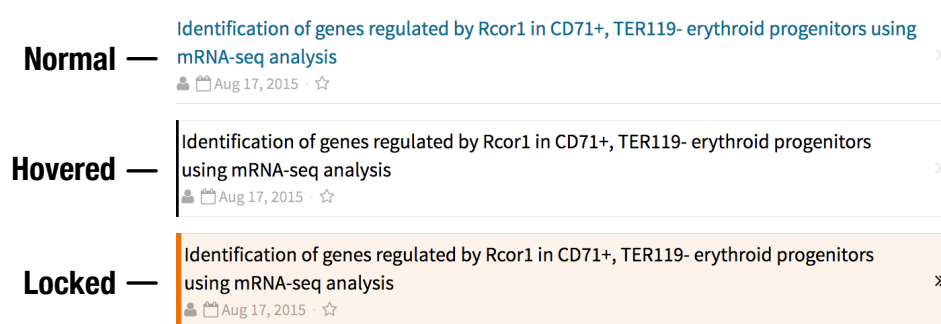 Identification of genes regulated by Rcor1 in CD71+, TER119- erythroid progenitors using
Normal — mRNA-seq analysis
Aug 17, 2015 ·
Identification of genes regulated by Rcor1 in CD71+, TER119- erythroid progenitors
Hovered — using mRNA-seq analysis
Aug 17, 2015 ·
Identification of genes regulated by Rcor1 in CD71+, TER119- erythroid progenitors
Locked — using mRNA-seq analysis
Aug 17, 2015 ·